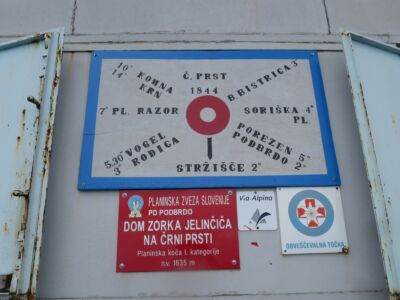 Č. PRST
1844
10°
14°
KOMNA
KRN
B. BISTRICA 3°
7° PL. RAZOR
SORIŠKA 4°
PL.
5,30° VOGEL
3° RODIGA
POREZEN 5°
PODBRDO 2°
STRŽIŠČE 2°
PLANINSKA ZVEZA SLOVENIJE
PD PODBRDO
DOM ZORKA JELINČIČA
NA ČRNI PRSTI
Planinska koča I. kategorije
n.v. 1835 m
Via Alpina
OBVEŠČEVALNA TOČKA